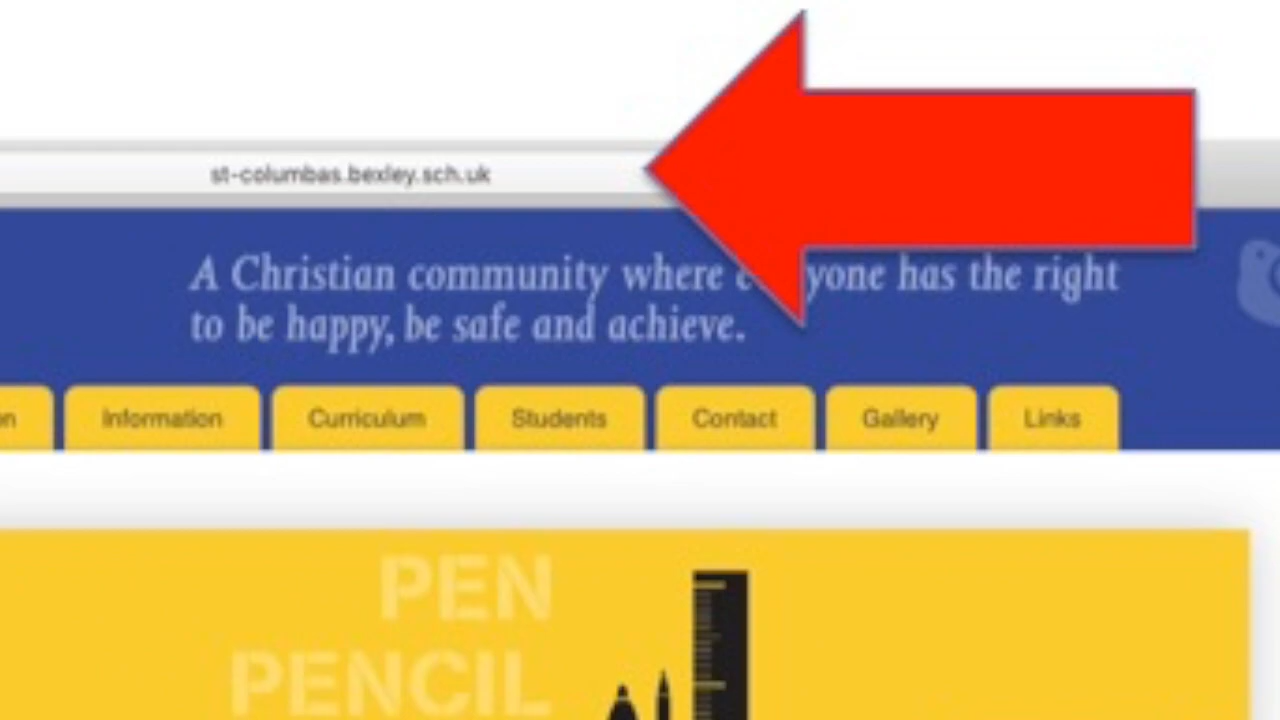 st-columbas.bexley.sch.uk
A Christian community where has the right
to be happy, be safe and achieve.
Information Curriculum Students Contact Gallery Links
PEN
PENCIL